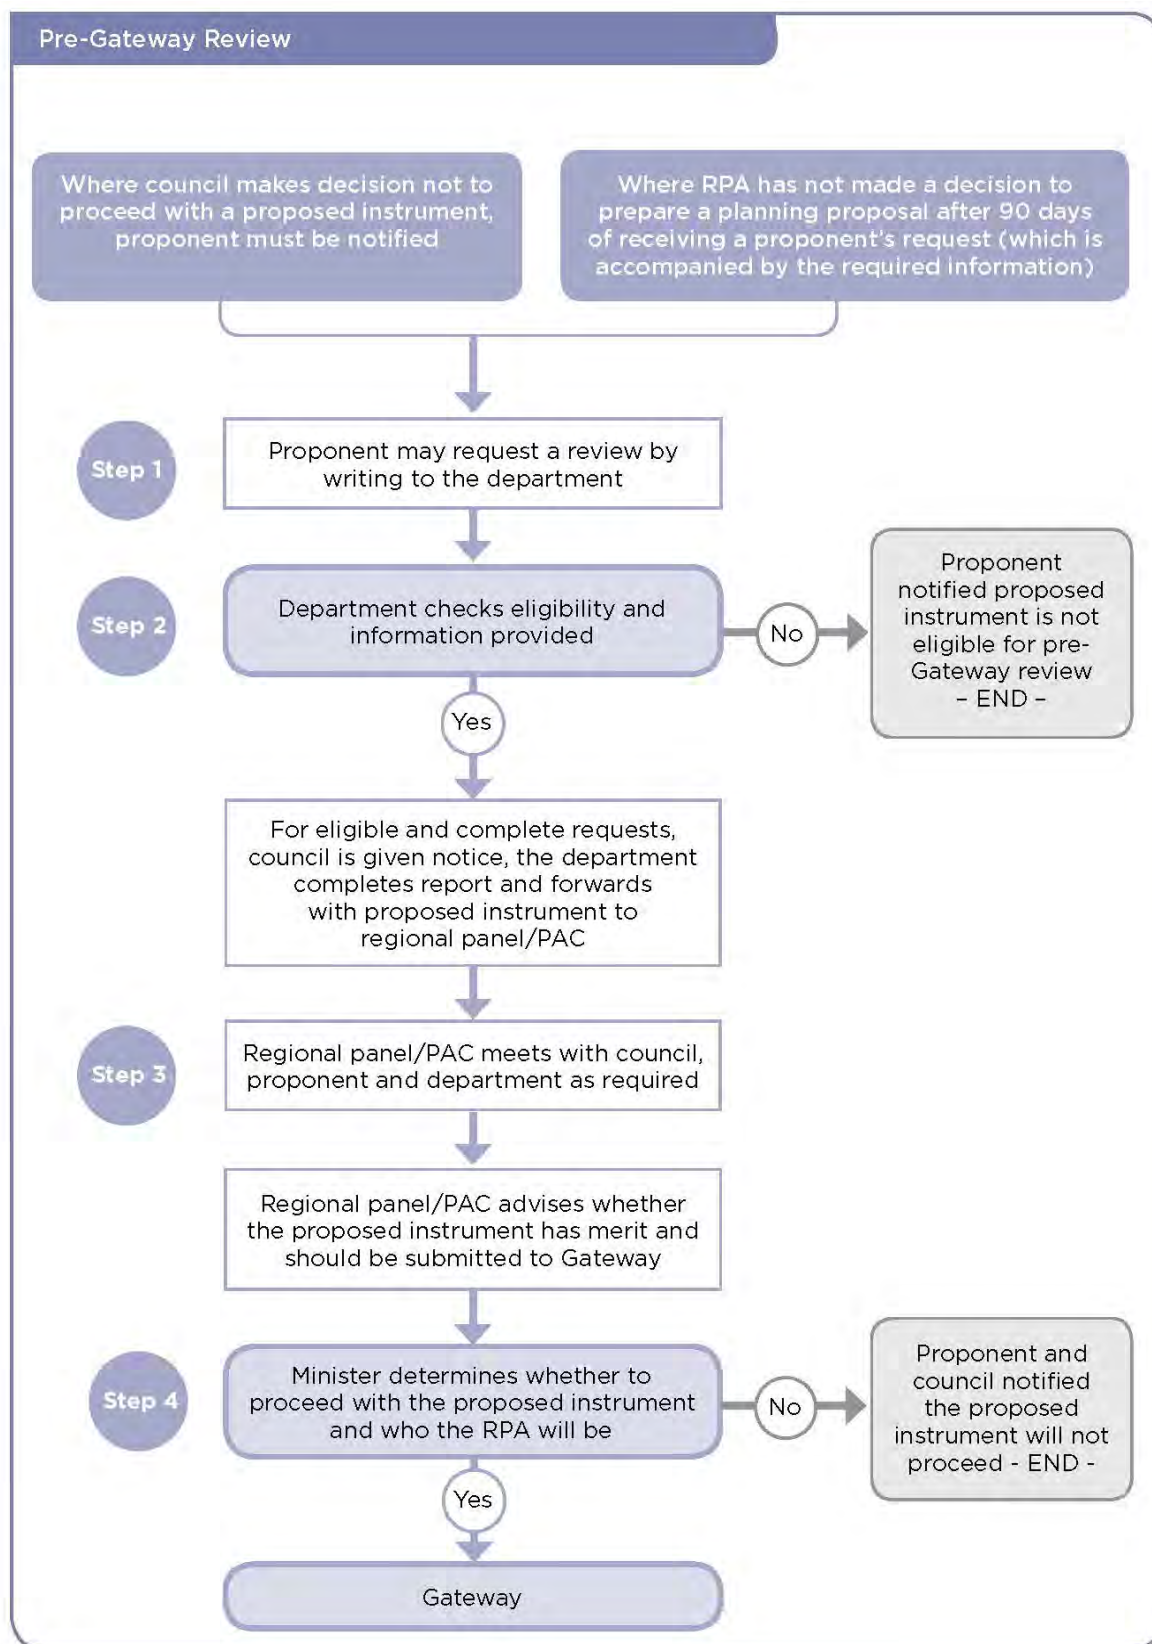 Pre-Gateway Review
Where council makes decision not to
proceed with a proposed instrument,
proponent must be notified
Where RPA has not made a decision to
prepare a planning proposal after 90 days
of receiving a proponent's request (which is
accompanied by the required information)
Step 1
Proponent may request a review by
writing to the department
Step 2
Department checks eligibility and
information provided
No
Proponent
notified proposed
instrument is not
eligible for pre-
Gateway review
– END –
Yes
For eligible and complete requests,
council is given notice, the department
completes report and forwards
with proposed instrument to
regional panel/PAC
Step 3
Regional panel/PAC meets with council,
proponent and department as required
Regional panel/PAC advises whether
the proposed instrument has merit and
should be submitted to Gateway
Step 4
Minister determines whether to
proceed with the proposed instrument
and who the RPA will be
No
Proponent and
council notified
the proposed
instrument will not
proceed - END -
Yes
Gateway